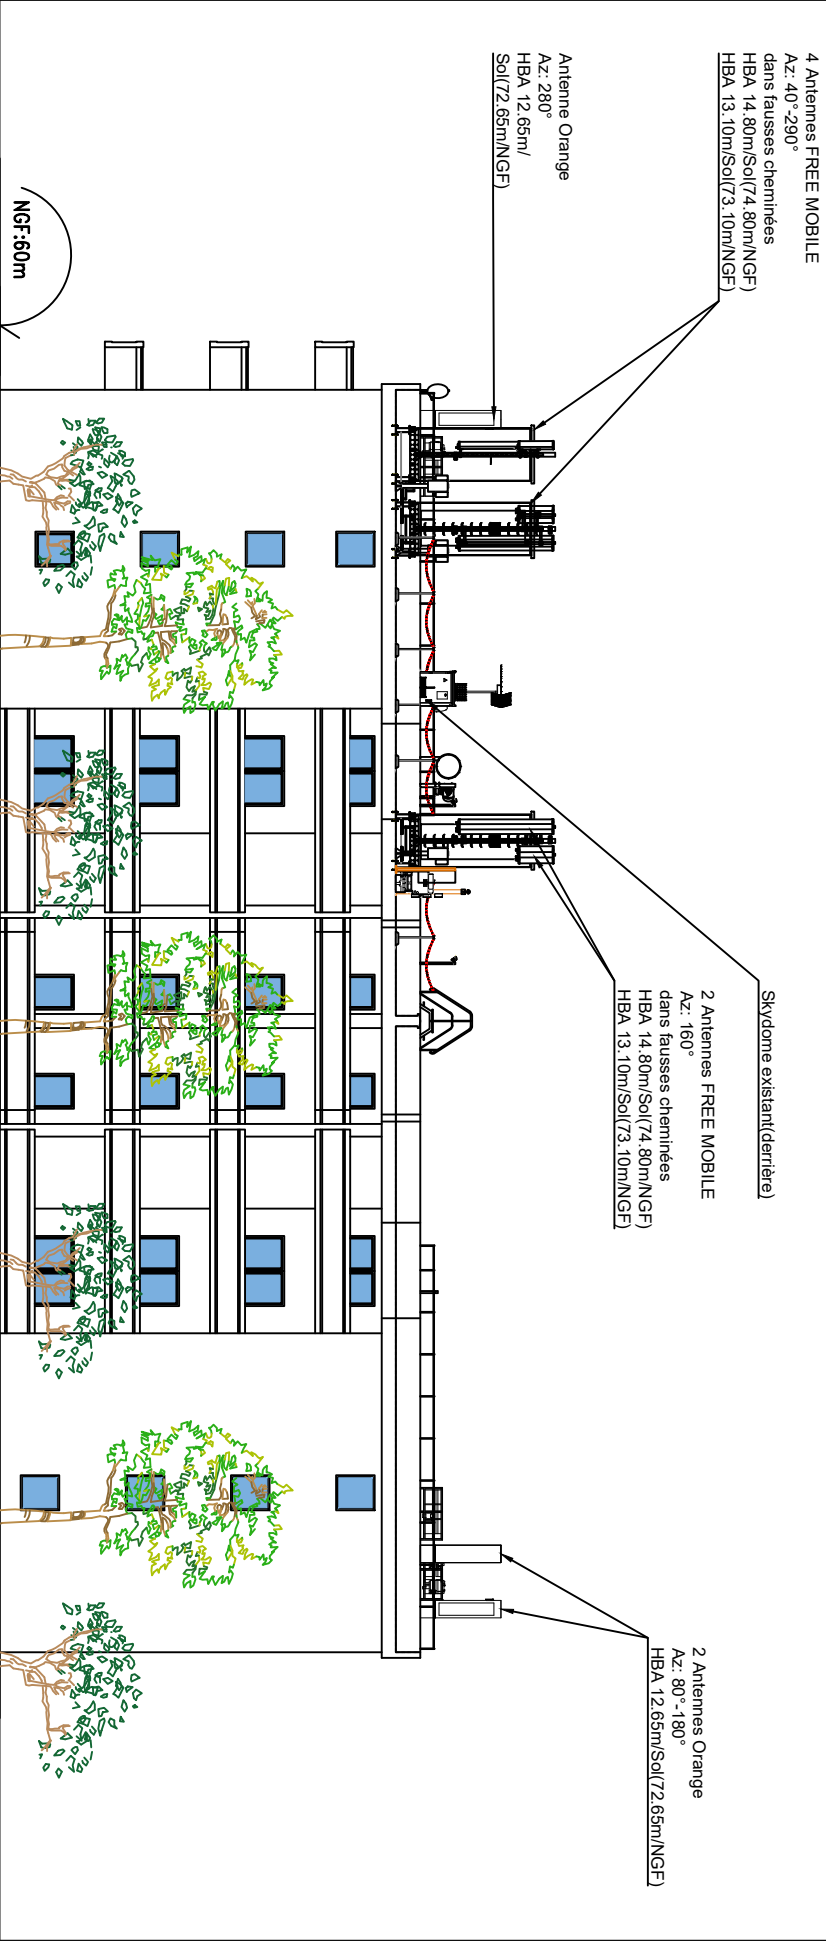 4 Antennes FREE MOBILE
Az: 40°-290°
dans fausses cheminées
HBA 14.80m/Sol(74.80m/NGF)
HBA 13.10m/Sol(73.10m/NGF)
Antenne Orange
Az: 280°
HBA 12.65m/
Sol(72.65m/NGF)
NGF:60m
Skydome existant(derrière)
2 Antennes FREE MOBILE
Az: 160°
dans fausses cheminées
HBA 14.80m/Sol(74.80m/NGF)
HBA 13.10m/Sol(73.10m/NGF)
2 Antennes Orange
Az: 80°-180°
HBA 12.65m/Sol(72.65m/NGF)